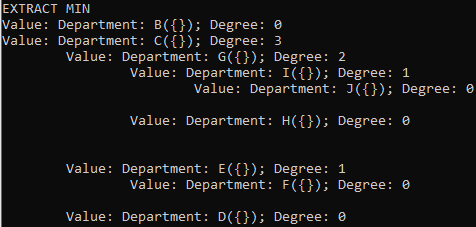 EXTRACT MIN
Value: Department: B({}); Degree: 0
Value: Department: C({}); Degree: 3
Value: Department: G({}); Degree: 2
Value: Department: I({}); Degree: 1
Value: Department: J({}); Degree: 0
Value: Department: H({}); Degree: 0
Value: Department: E({}); Degree: 1
Value: Department: F({}); Degree: 0
Value: Department: D({}); Degree: 0